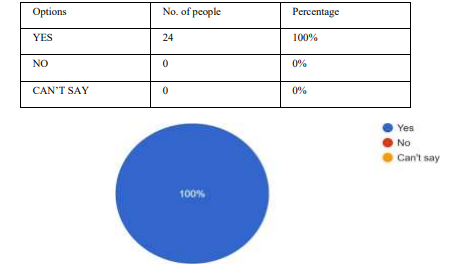 Options No. of people Percentage
YES 24 100%
NO 0 0%
CAN'T SAY 0 0%
100%
Yes
No
Can't say